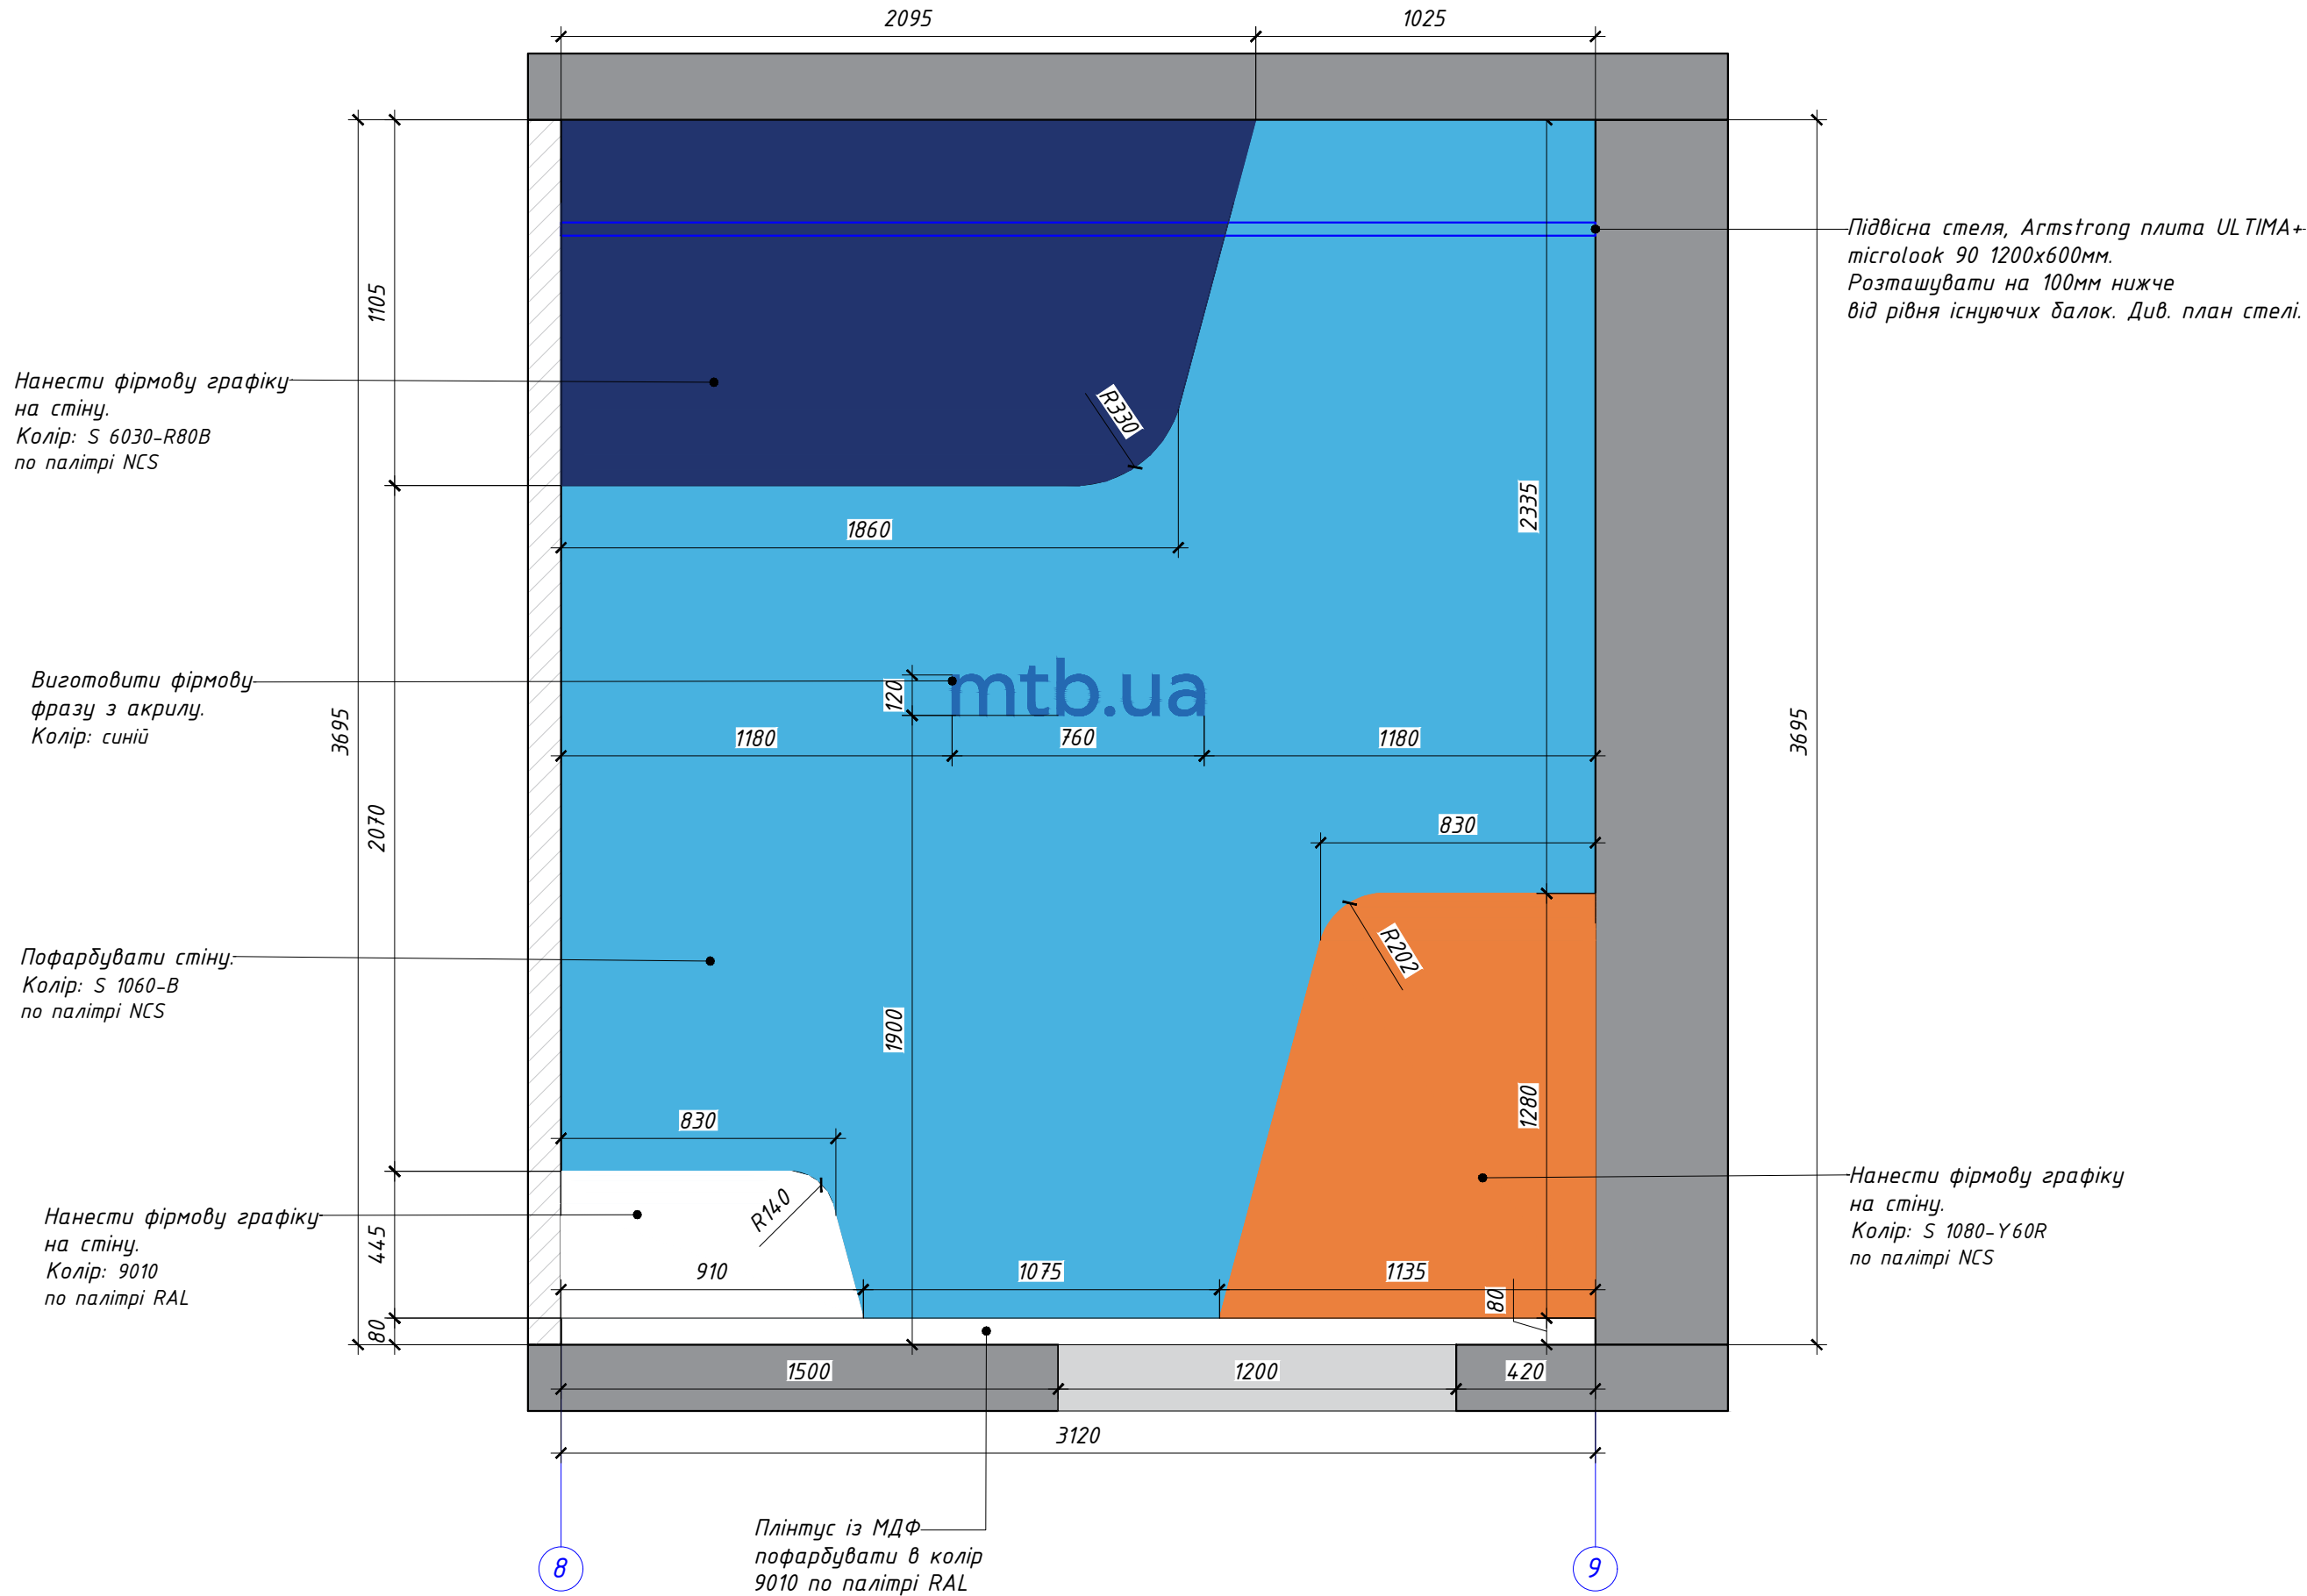 2095
1025
Підвісна стеля, Armstrong плита ULTIMA+
microlook 90 1200х600мм.
Розташувати на 100мм нижче
від рівня існуючих балок. Див. план стелі.
1105
Нанести фірмову графіку
на стіну.
Колір: S 6030-R80B
по палітрі NCS
R330
2335
1860
Виготовити фірмову
фразу з акрилу.
Колір: синій
120
mtb.ua
3695
3695
1180
760
1180
2070
830
Пофарбувати стіну.
Колір: S 1060-B
по палітрі NCS
R202
1900
830
1280
Нанести фірмову графіку
на стіну.
Колір: S 1080-Y60R
по палітрі NCS
Нанести фірмову графіку
на стіну.
Колір: 9010
по палітрі RAL
R140
445
910
1075
1135
80
80
1500
1200
420
3120
Плінтус із МДФ
пофарбувати в колір
9010 по палітрі RAL
8
9